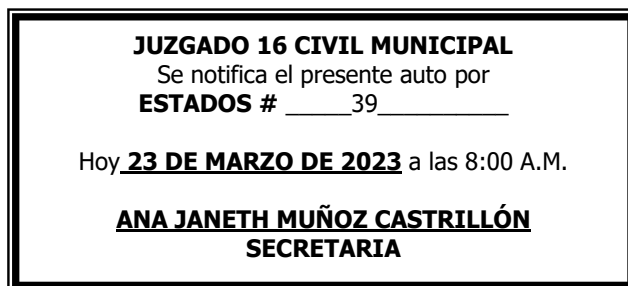 JUZGADO 16 CIVIL MUNICIPAL
Se notifica el presente auto por
ESTADOS # _____39__________
Hoy 23 DE MARZO DE 2023 a las 8:00 A.M.
ANA JANETH MUÑOZ CASTRILLÓN
SECRETARIA